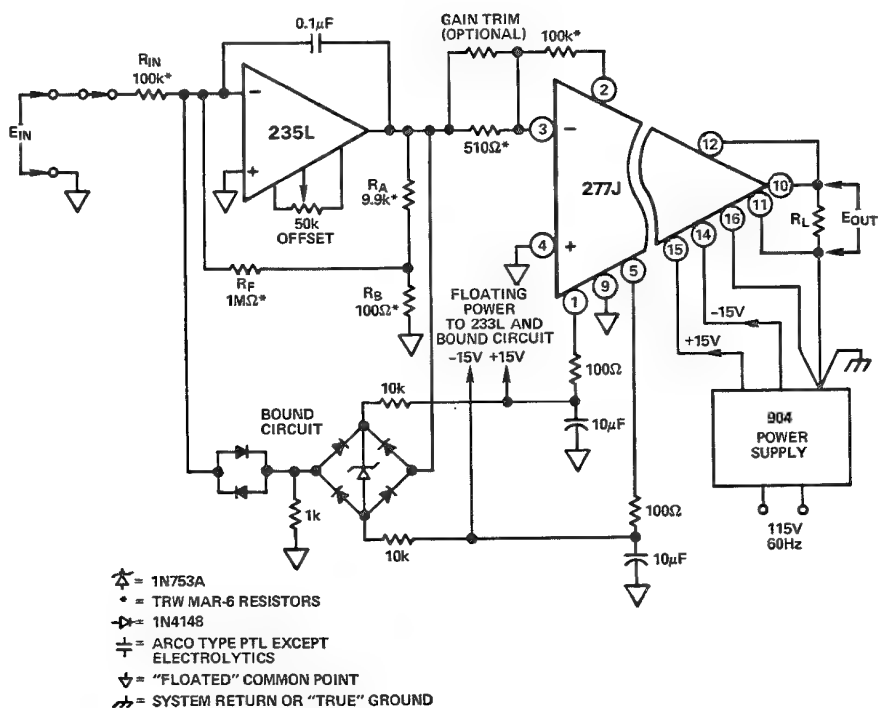 GAIN TRIM
(OPTIONAL)
0.1µF
100k*
RIN
100k*
EIN
−
235L
+
50k
OFFSET
RA
9.9k*
RF
1MΩ*
RB
100Ω*
510Ω*
2
3
−
277J
4
+
1
9
5
12
10
11
16
14
15
RL
EOUT
−15V
+15V
FLOATING
POWER
TO 233L AND
BOUND CIRCUIT
−15V +15V
100Ω
10µF
10k
BOUND
CIRCUIT
1k
10k
100Ω
10µF
904
POWER
SUPPLY
115V
60Hz
= 1N753A
* = TRW MAR-6 RESISTORS
= 1N4148
= ARCO TYPE PTL EXCEPT
ELECTROLYTICS
= "FLOATED" COMMON POINT
= SYSTEM RETURN OR "TRUE" GROUND